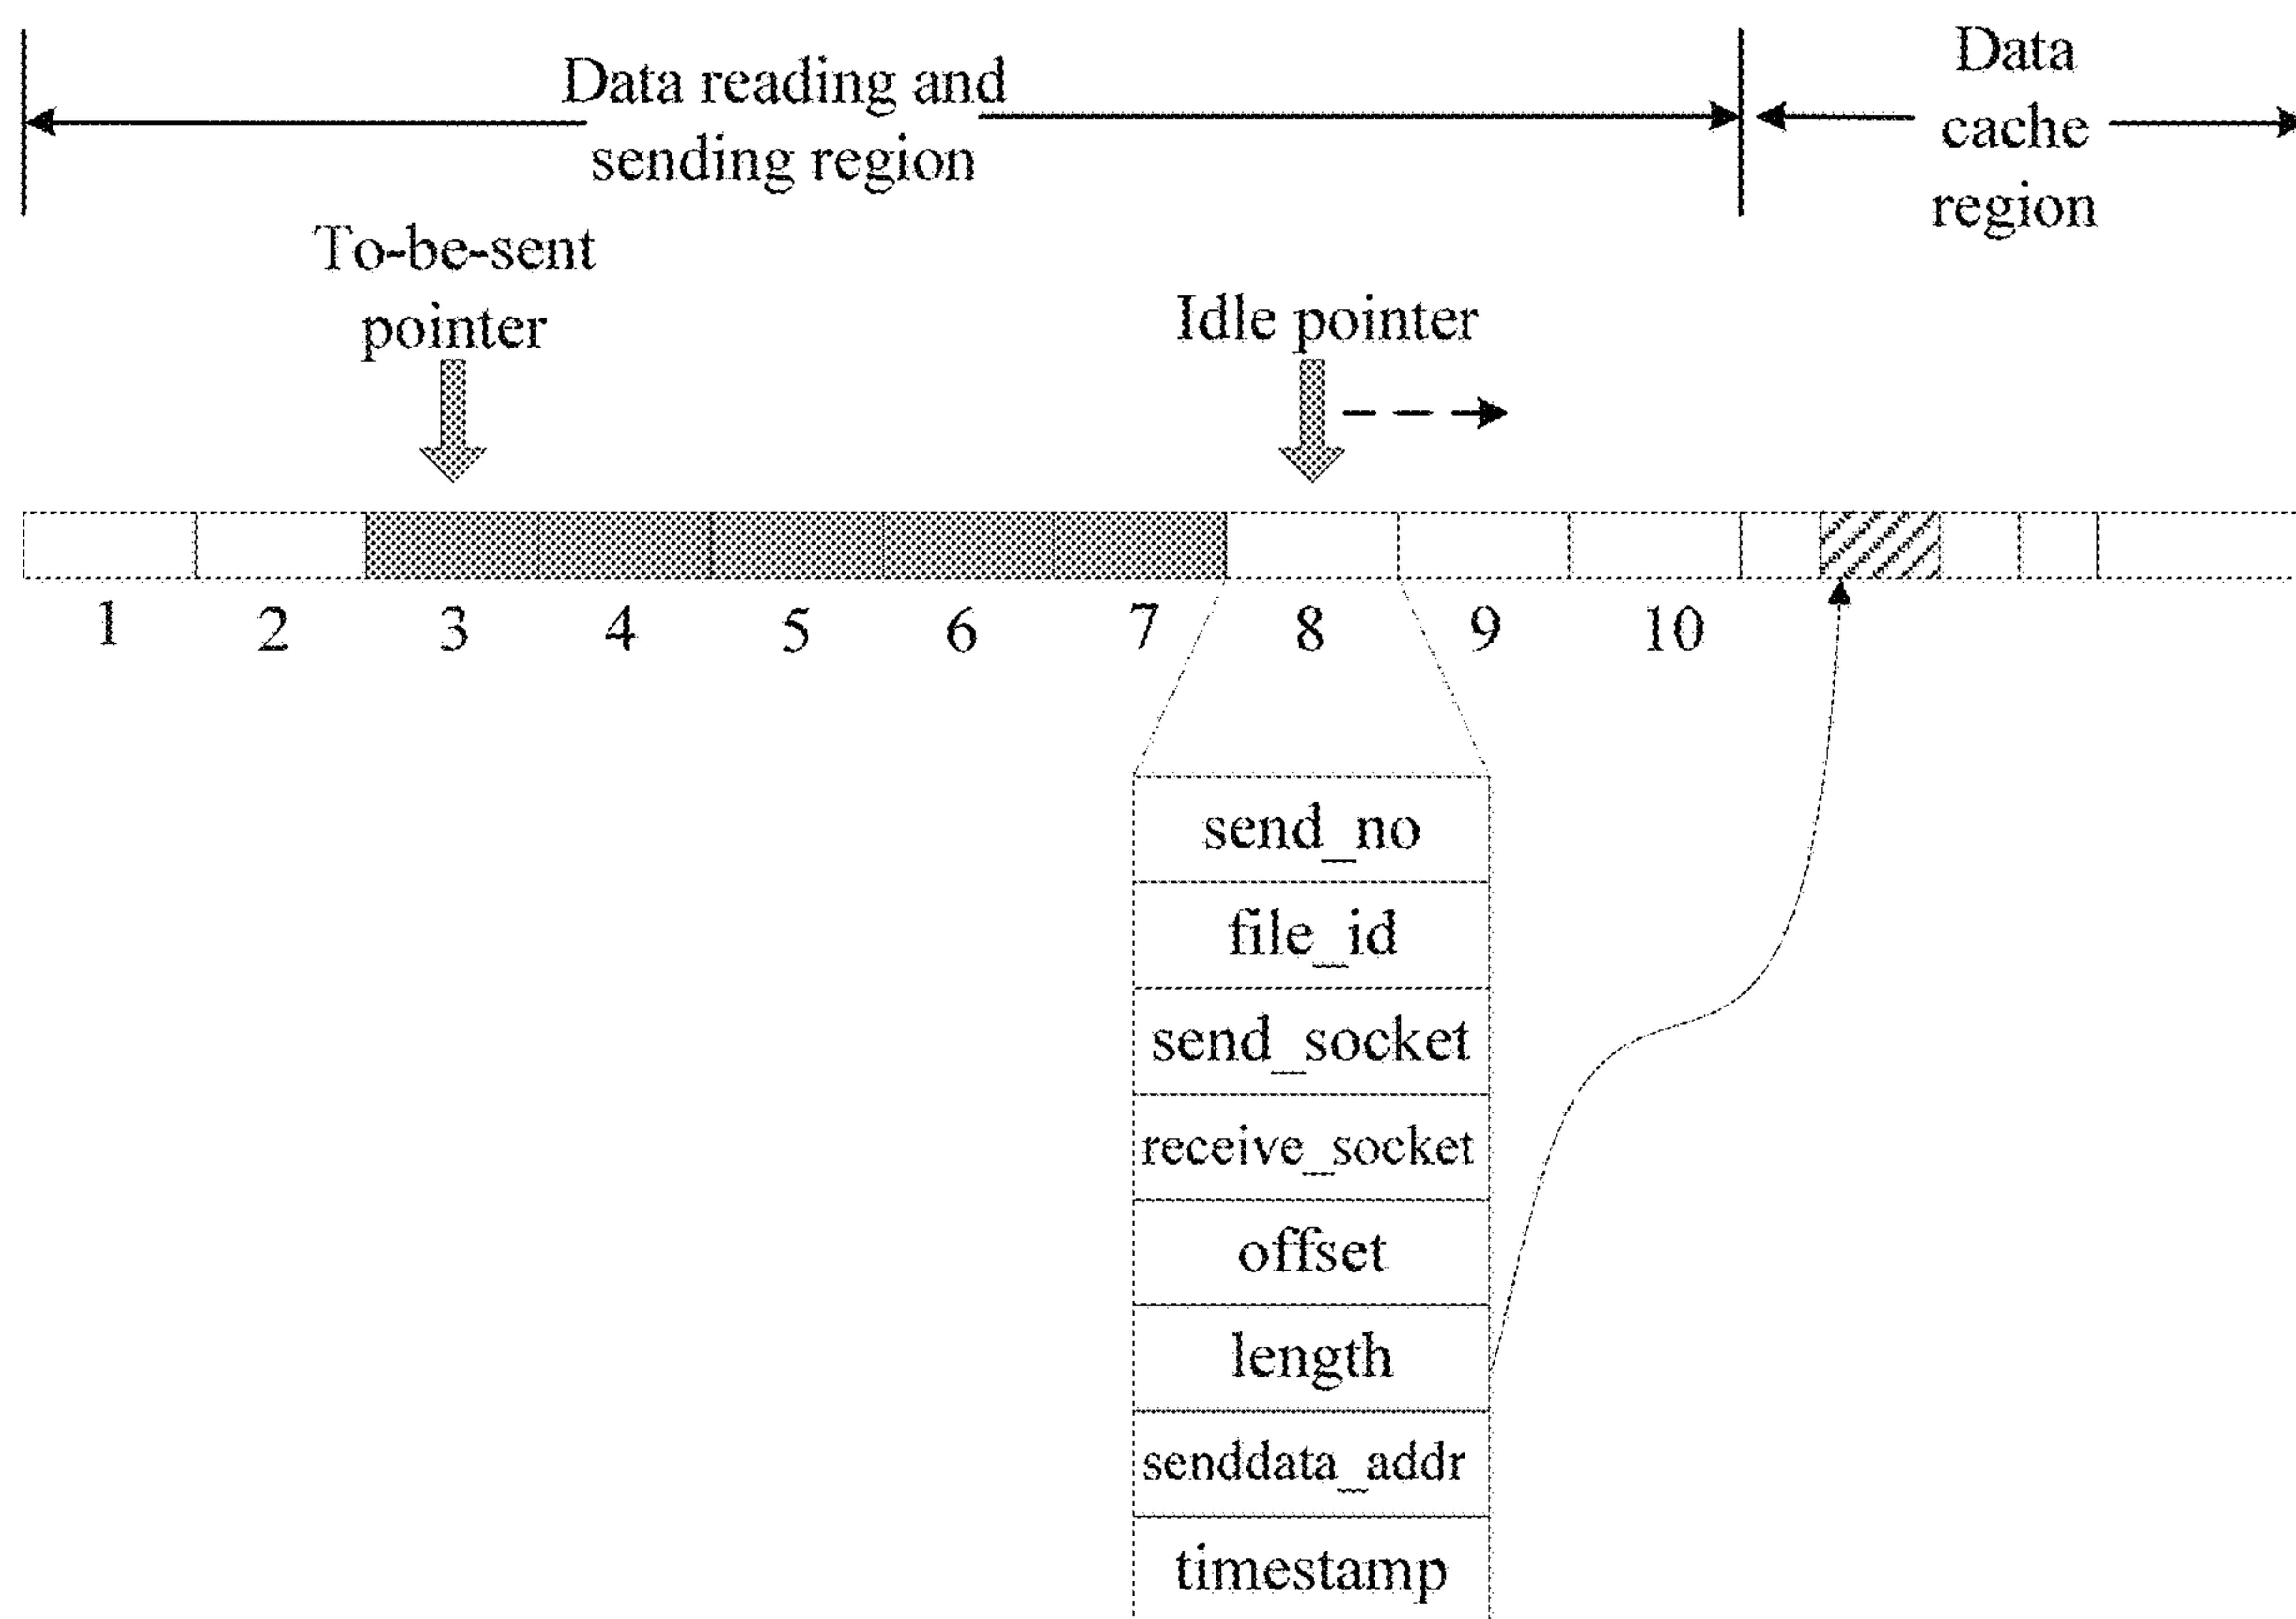 Data reading and
sending region
Data
cache
region
To-be-sent
pointer
Idle pointer
1 2 3 4 5 6 7 8 9 10
send_no
file_id
send_socket
receive_socket
offset
length
senddata_addr
timestamp